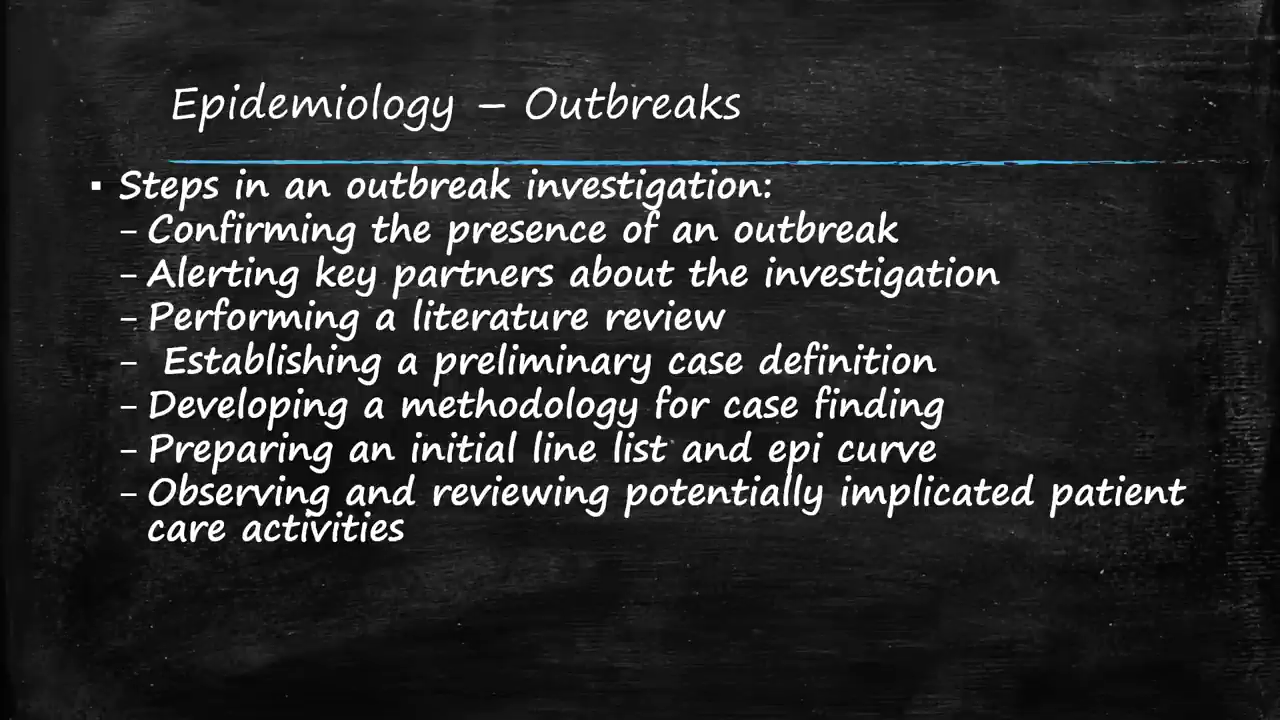 Epidemiology – Outbreaks
▪ Steps in an outbreak investigation:
– Confirming the presence of an outbreak
– Alerting key partners about the investigation
– Performing a literature review
– Establishing a preliminary case definition
– Developing a methodology for case finding
– Preparing an initial line list and epi curve
– Observing and reviewing potentially implicated patient
care activities